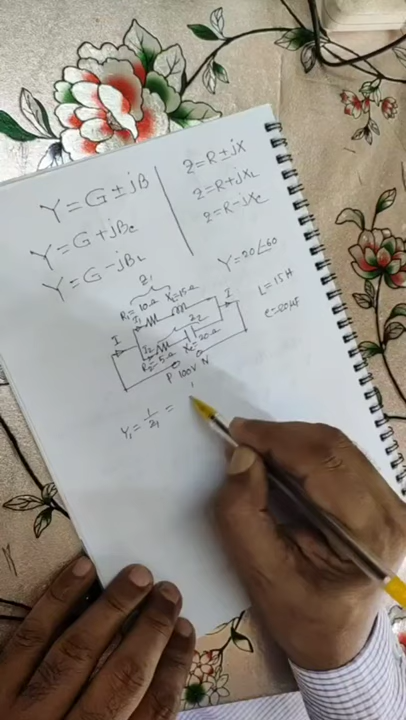 Y = G ± jB
Y = G + jBc
Y = G - jBL
Z = R ± jX
Z = R + jXL
Z = R - jXc
Y = 20∠60
L = 15H
C = 20μF
Z1
R1 = 10Ω XL = 15Ω
I1
I
I
Z2
I2
R2 = 5Ω Xc = 20Ω
P 100V N
Y1 = 1/Z1 =